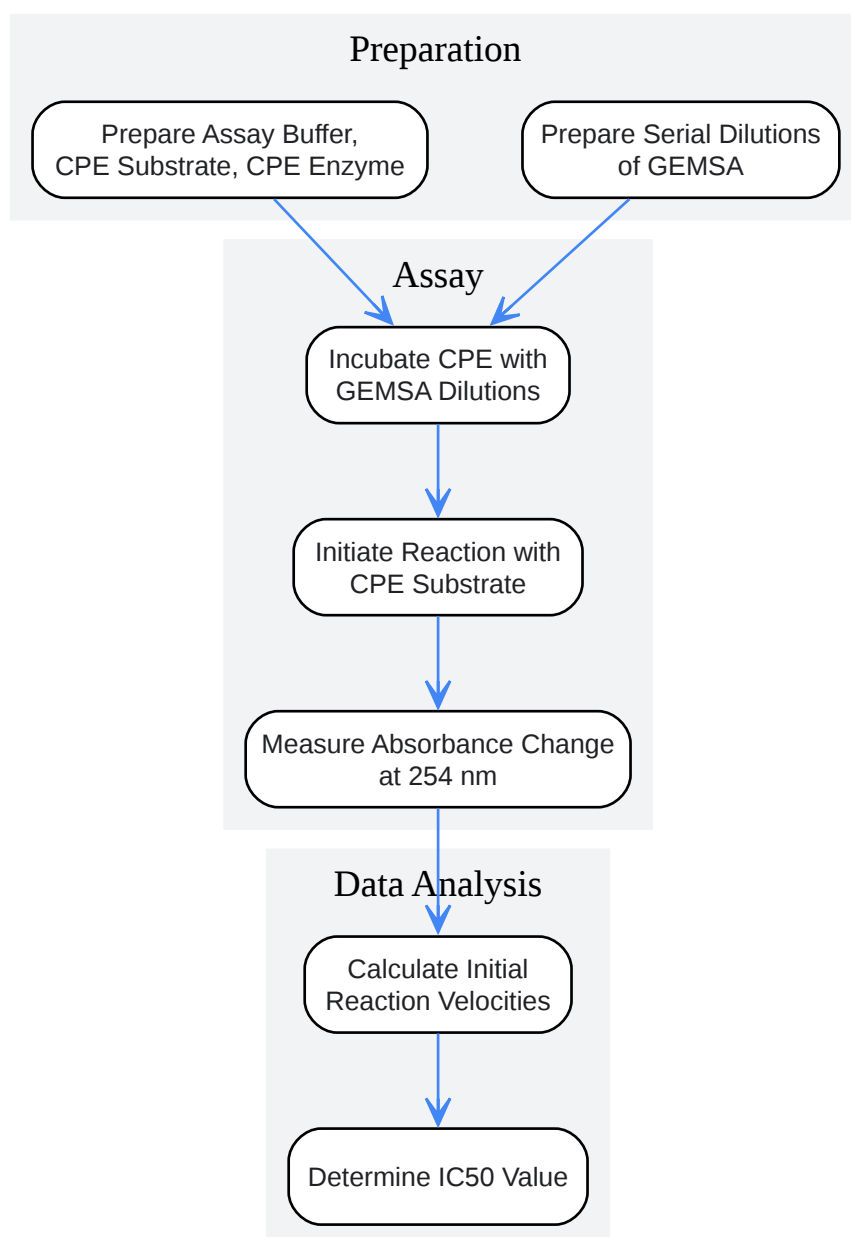 Preparation
Prepare Assay Buffer,
CPE Substrate, CPE Enzyme
Prepare Serial Dilutions
of GEMSA
Assay
Incubate CPE with
GEMSA Dilutions
Initiate Reaction with
CPE Substrate
Measure Absorbance Change
at 254 nm
Data Analysis
Calculate Initial
Reaction Velocities
Determine IC50 Value